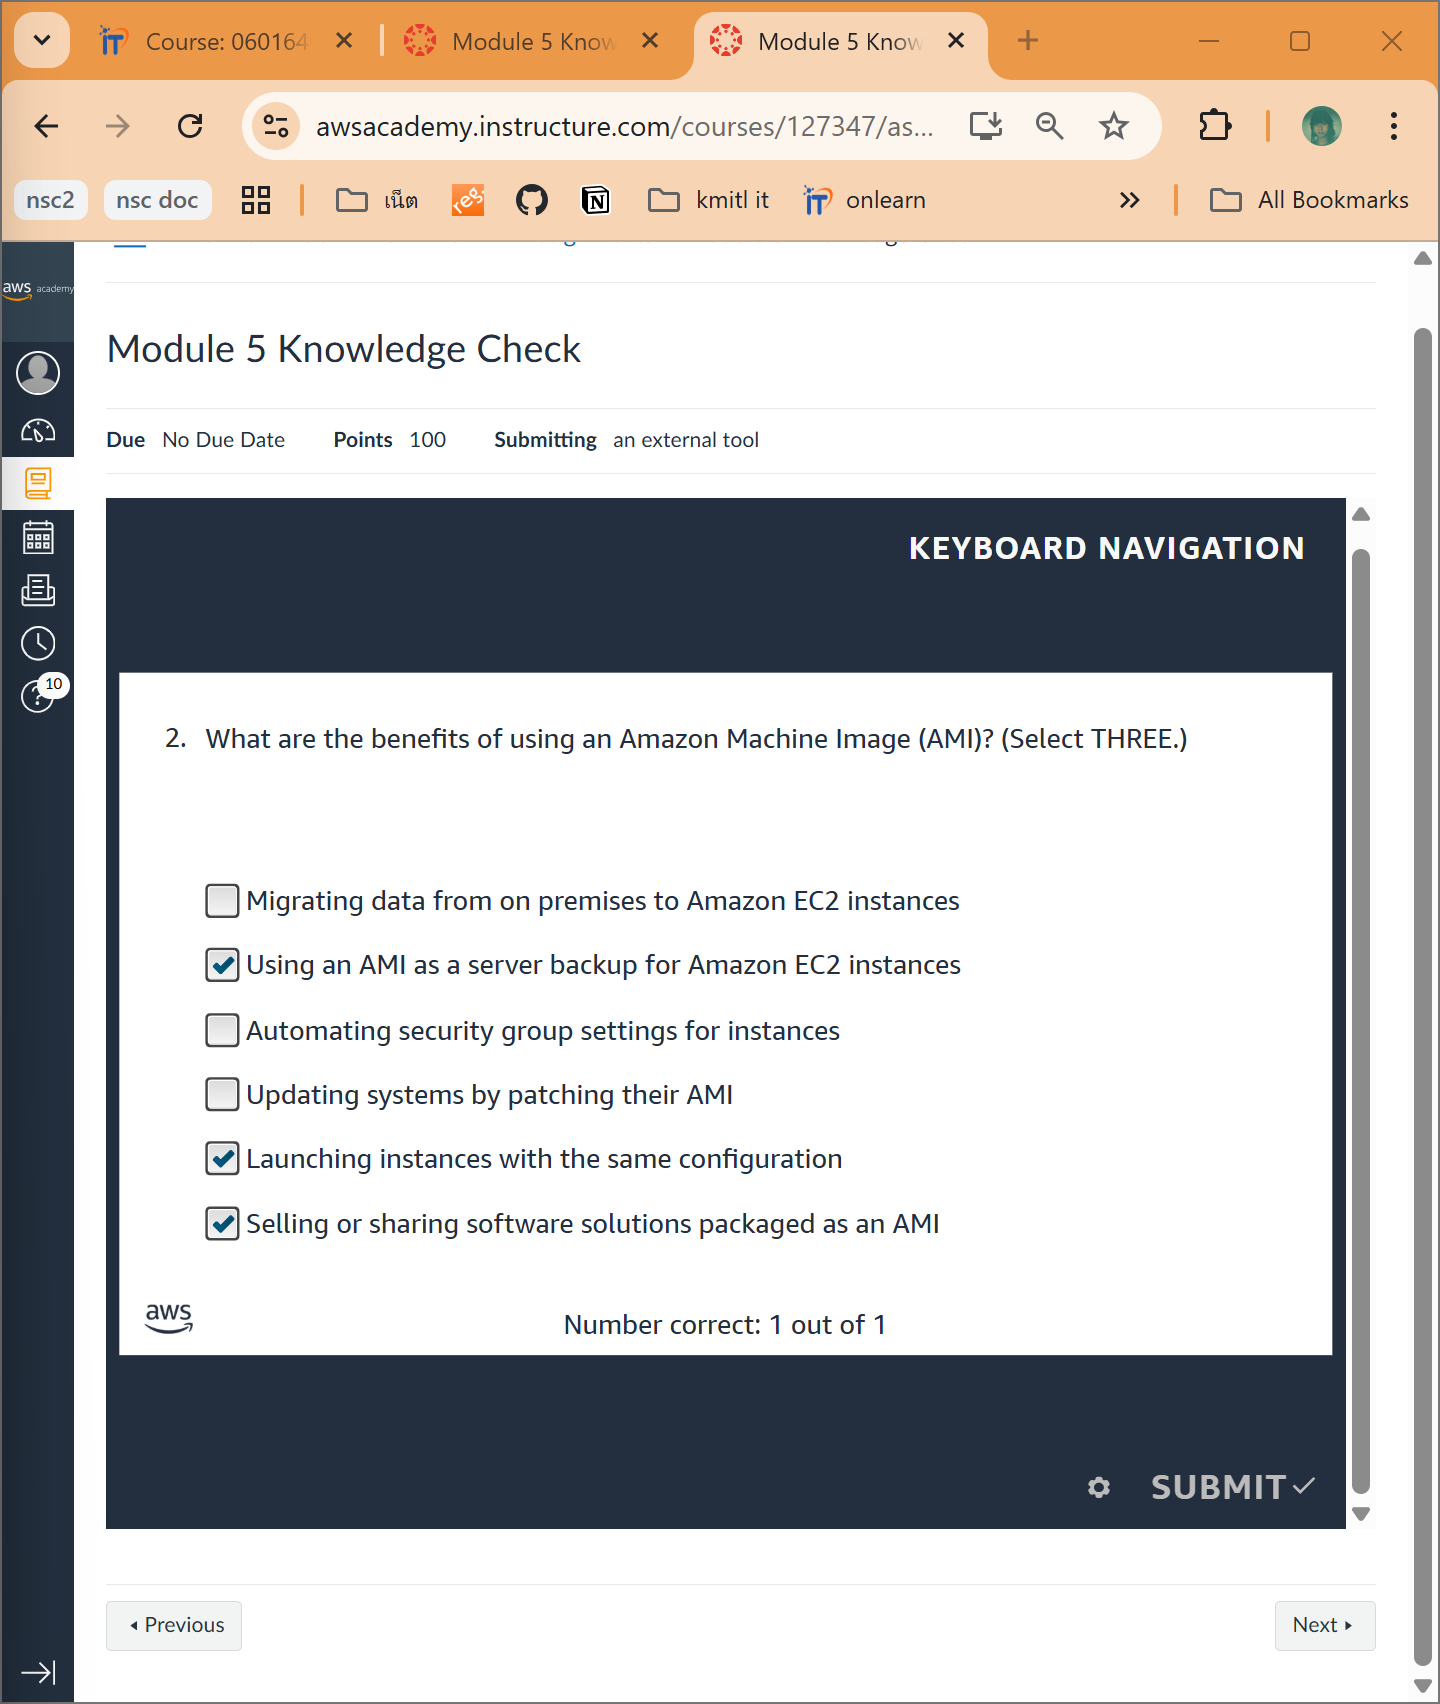 Course: 060164
Module 5 Know
Module 5 Know
awsacademy.instructure.com/courses/127347/as...
nsc2
nsc doc
เน็ต
reg
kmitl it
onlearn
All Bookmarks
aws academy
Module 5 Knowledge Check
Due No Due Date Points 100 Submitting an external tool
10
KEYBOARD NAVIGATION
2. What are the benefits of using an Amazon Machine Image (AMI)? (Select THREE.)
Migrating data from on premises to Amazon EC2 instances
Using an AMI as a server backup for Amazon EC2 instances
Automating security group settings for instances
Updating systems by patching their AMI
Launching instances with the same configuration
Selling or sharing software solutions packaged as an AMI
aws
Number correct: 1 out of 1
SUBMIT
Previous
Next